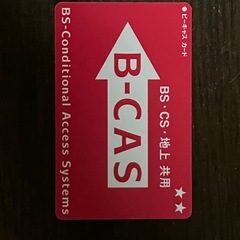 ● ビーキャス カード
BS・CS・地上 共用
B-CAS
BS-Conditional Access Systems